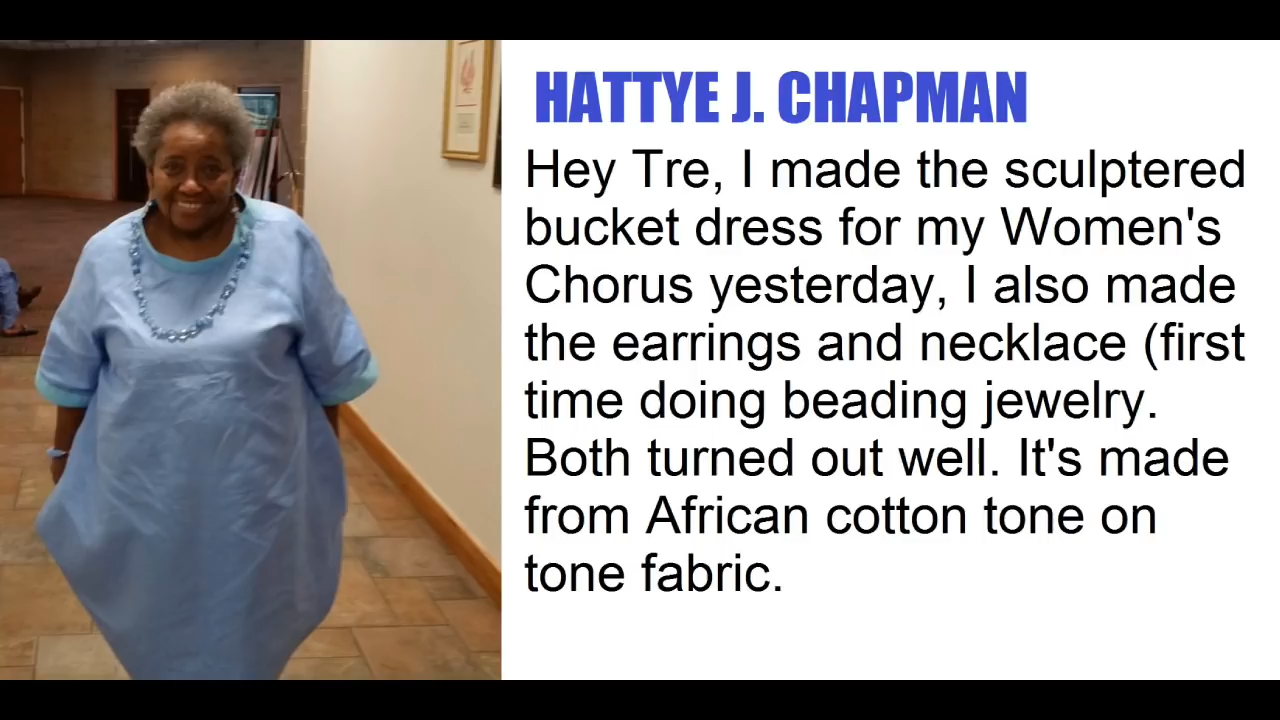 HATTYE J. CHAPMAN
Hey Tre, I made the sculptered
bucket dress for my Women's
Chorus yesterday, I also made
the earrings and necklace (first
time doing beading jewelry.
Both turned out well. It's made
from African cotton tone on
tone fabric.